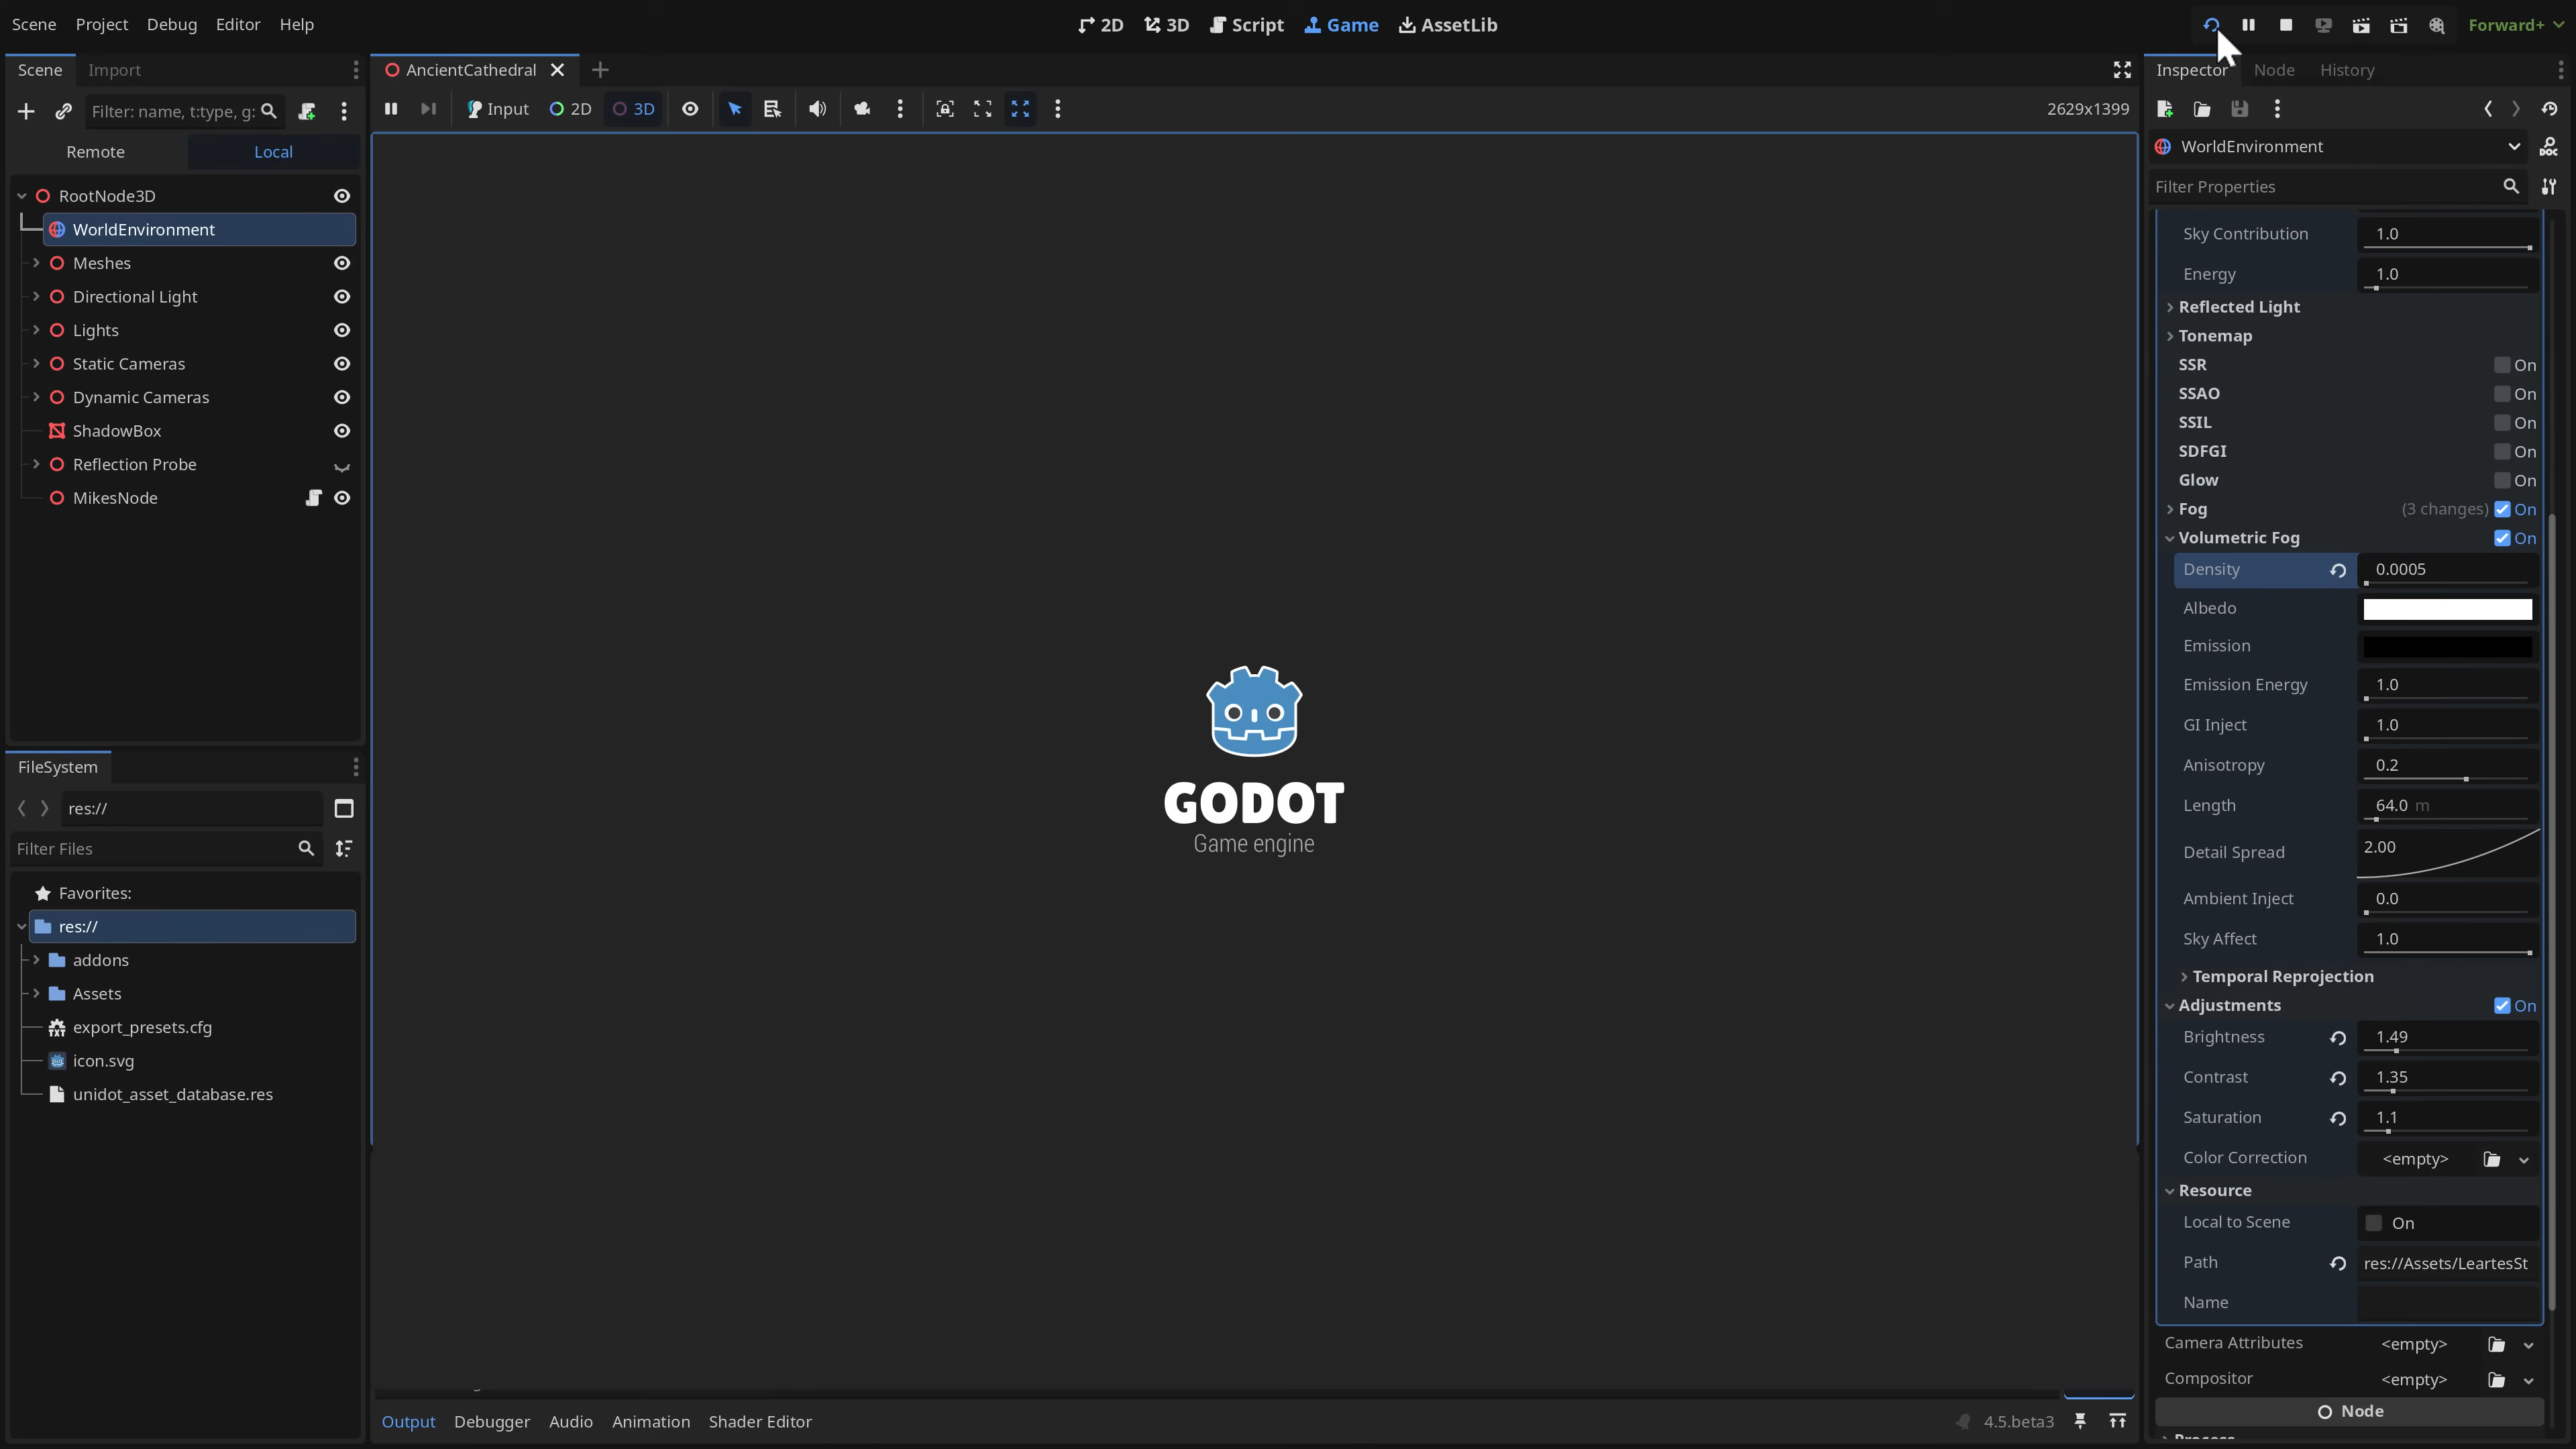 Scene Project Debug Editor Help
2D 3D Script Game AssetLib
Forward+
Scene Import
AncientCathedral
Inspector Node History
Filter: name, t:type, g:
Input 2D 3D
2629x1399
Remote Local
WorldEnvironment
Filter Properties
RootNode3D
WorldEnvironment
Meshes
Directional Light
Lights
Static Cameras
Dynamic Cameras
ShadowBox
Reflection Probe
MikesNode
Sky Contribution 1.0
Energy 1.0
Reflected Light
Tonemap
SSR On
SSAO On
SSIL On
SDFGI On
Glow On
Fog (3 changes) On
Volumetric Fog On
Density 0.0005
Albedo
Emission
Emission Energy 1.0
GI Inject 1.0
Anisotropy 0.2
Length 64.0 m
Detail Spread 2.00
Ambient Inject 0.0
Sky Affect 1.0
Temporal Reprojection
Adjustments On
Brightness 1.49
Contrast 1.35
Saturation 1.1
Color Correction <empty>
Resource
Local to Scene On
Path res://Assets/LeartesSt
Name
Camera Attributes <empty>
Compositor <empty>
Node
GODOT
Game engine
FileSystem
res://
Filter Files
Favorites:
res://
addons
Assets
export_presets.cfg
icon.svg
unidot_asset_database.res
Output Debugger Audio Animation Shader Editor
4.5.beta3